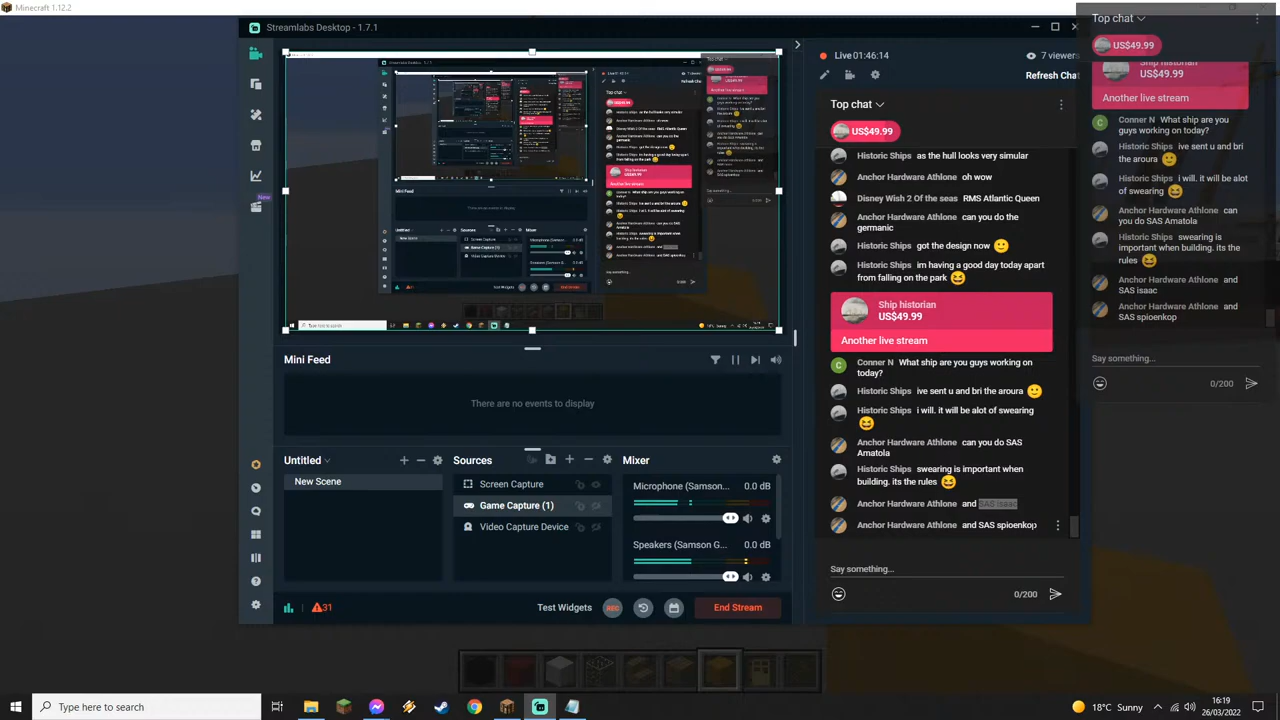 Minecraft 1.12.2
Streamlabs Desktop - 1.7.1
Mini Feed
There are no events to display
Untitled
New Scene
Sources
Screen Capture
Game Capture (1)
Video Capture Device
Mixer
Microphone (Samson... 0.0 dB
Speakers (Samson G... 0.0 dB
New
31
Test Widgets
REC
End Stream
Live 01:46:14
7 viewers
Refresh Cha
Top chat
US$49.99
Historic Ships as the hull looks very simular
Anchor Hardware Athlone oh wow
Disney Wish 2 Of the seas RMS Atlantic Queen
Anchor Hardware Athlone can you do the
germanic
Historic Ships got the design now
Historic Ships im having a good day today apart
from falling on the park
Ship historian
US$49.99
Another live stream
Conner N What ship are you guys working on
today?
Historic Ships ive sent u and bri the aroura
Historic Ships i will. it will be alot of swearing
Anchor Hardware Athlone can you do SAS
Amatola
Historic Ships swearing is important when
building. its the rules
Anchor Hardware Athlone and SAS isaac
Anchor Hardware Athlone and SAS spioenkop
Say something...
0/200
Top chat
US$49.99
Ship historian
US$49.99
Another live stream
Conner N What ship are you
guys working on today?
Historic Ships ive sent u and bri
the aroura
Historic Ships i will. it will be alot
of swearing
Anchor Hardware Athlone can
you do SAS Amatola
Historic Ships swearing is
important when building. its the
rules
Anchor Hardware Athlone and
SAS isaac
Anchor Hardware Athlone and
SAS spioenkop
Say something...
0/200
Type here to search
18°C Sunny
16:19
26/03/2022